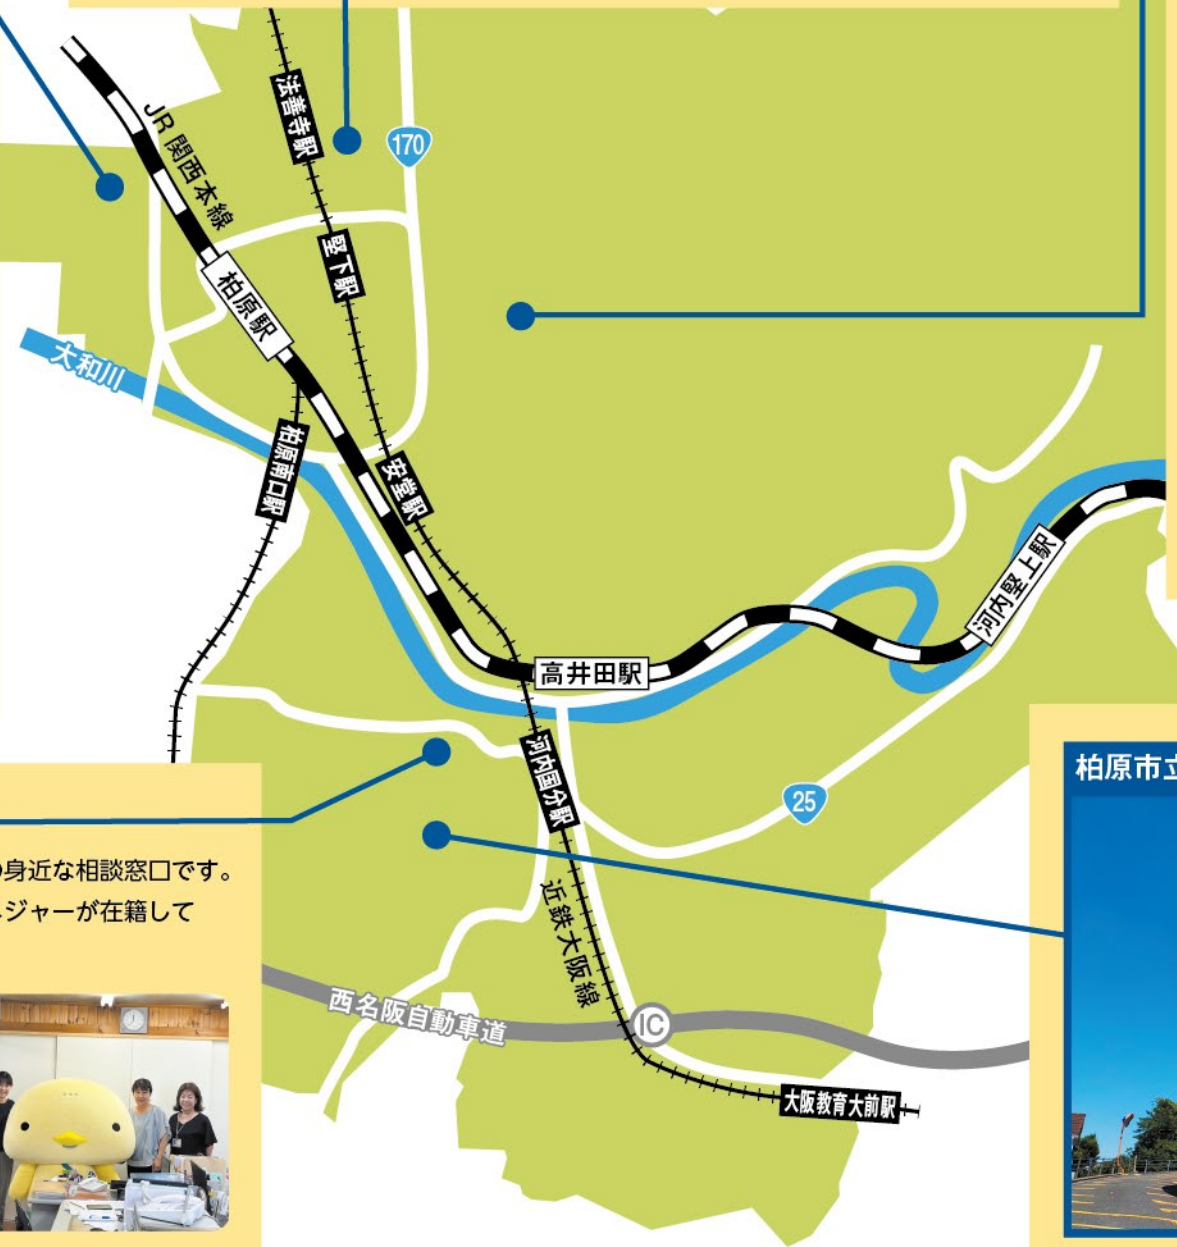 法善寺駅
170
JR関西本線
堅下駅
柏原駅
大和川
柏原南口駅
安堂駅
河内堅上駅
高井田駅
河内国分駅
25
柏原市立
の身近な相談窓口です。
ネジャーが在籍して
近鉄大阪線
西名阪自動車道
IC
大阪教育大前駅